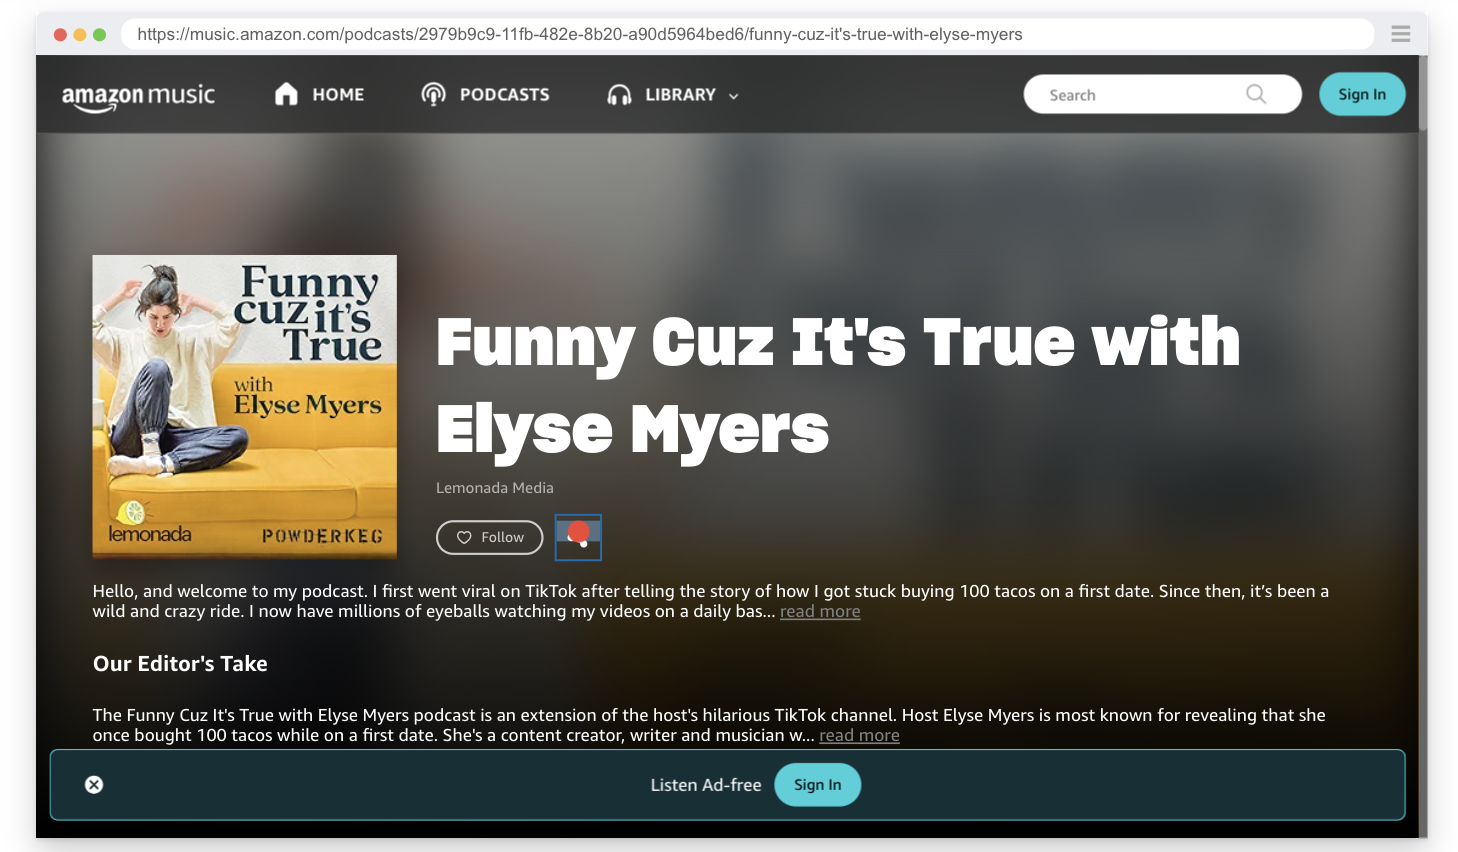 https://music.amazon.com/podcasts/2979b9c9-11fb-482e-8b20-a90d5964bed6/funny-cuz-it's-true-with-elyse-myers
amazon music
HOME
PODCASTS
LIBRARY
Search
Sign In
Funny
cuz it's
True
with
Elyse Myers
lemonada
POWDERKEG
Funny Cuz It's True with
Elyse Myers
Lemonada Media
Follow
Hello, and welcome to my podcast. I first went viral on TikTok after telling the story of how I got stuck buying 100 tacos on a first date. Since then, it’s been a
wild and crazy ride. I now have millions of eyeballs watching my videos on a daily bas... read more
Our Editor's Take
The Funny Cuz It's True with Elyse Myers podcast is an extension of the host's hilarious TikTok channel. Host Elyse Myers is most known for revealing that she
once bought 100 tacos while on a first date. She's a content creator, writer and musician w... read more
Listen Ad-free
Sign In